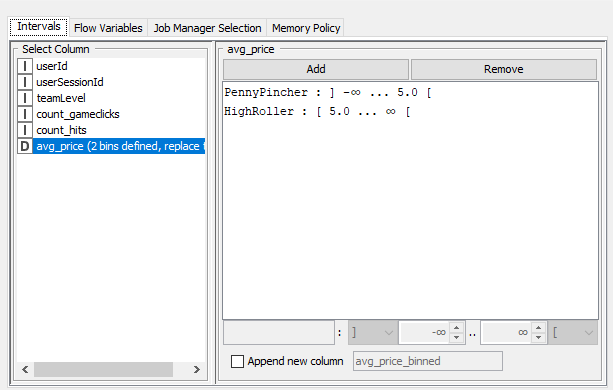 Intervals Flow Variables Job Manager Selection Memory Policy
Select Column
I userId
I userSessionId
I teamLevel
I count_gameclicks
I count_hits
D avg_price (2 bins defined, replace
avg_price
Add Remove
PennyPincher : ] -∞ ... 5.0 [
HighRoller : [ 5.0 ... ∞ [
: ] -∞ .. ∞ [
Append new column avg_price_binned